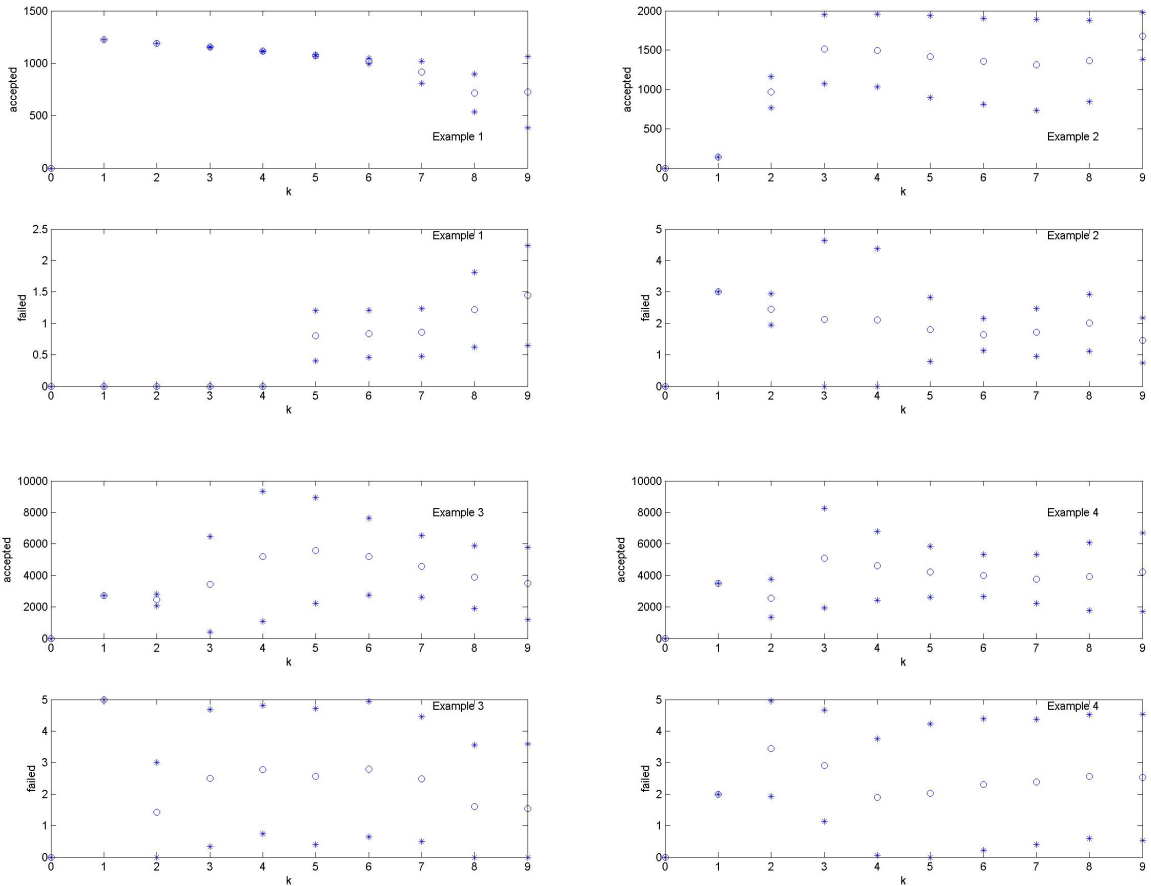 1500
1000
500
0
accepted
Example 1
0 1 2 3 4 5 6 7 8 9
k
2000
1500
1000
500
0
accepted
Example 2
0 1 2 3 4 5 6 7 8 9
k
2.5
2
1.5
1
0.5
0
failed
Example 1
0 1 2 3 4 5 6 7 8 9
k
5
4
3
2
1
0
failed
Example 2
0 1 2 3 4 5 6 7 8 9
k
10000
8000
6000
4000
2000
0
accepted
Example 3
0 1 2 3 4 5 6 7 8 9
k
10000
8000
6000
4000
2000
0
accepted
Example 4
0 1 2 3 4 5 6 7 8 9
k
5
4
3
2
1
0
failed
Example 3
0 1 2 3 4 5 6 7 8 9
k
5
4
3
2
1
0
failed
Example 4
0 1 2 3 4 5 6 7 8 9
k